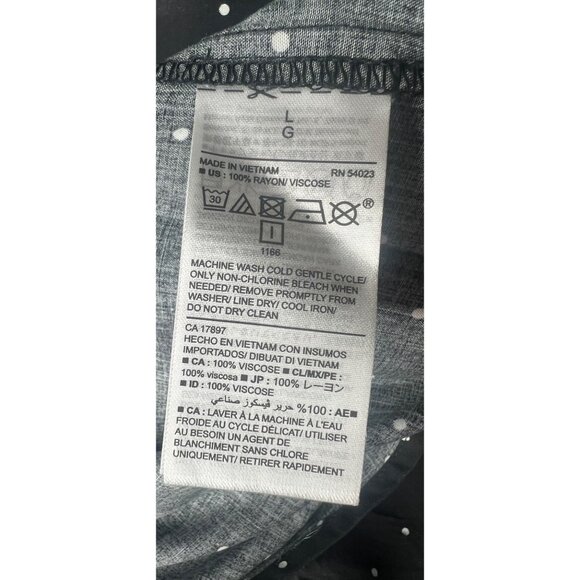 L
G
MADE IN VIETNAM RN 54023
■ US : 100% RAYON/ VISCOSE
30 ®
I
1166
MACHINE WASH COLD GENTLE CYCLE/
ONLY NON-CHLORINE BLEACH WHEN
NEEDED/ REMOVE PROMPTLY FROM
WASHER/ LINE DRY/ COOL IRON/
DO NOT DRY CLEAN
CA 17897
HECHO EN VIETNAM CON INSUMOS
IMPORTADOS/ DIBUAT DI VIETNAM
■ CA : 100% VISCOSE ■ CL/MX/PE :
100% viscosa ■ JP : 100% レーヨン
■ ID : 100% VISCOSE
■ AE : 100% حرير ڤيسكوز صناعي
■ CA : LAVER À LA MACHINE À L'EAU
FROIDE AU CYCLE DÉLICAT/ UTILISER
AU BESOIN UN AGENT DE
BLANCHIMENT SANS CHLORE
UNIQUEMENT/ RETIRER RAPIDEMENT